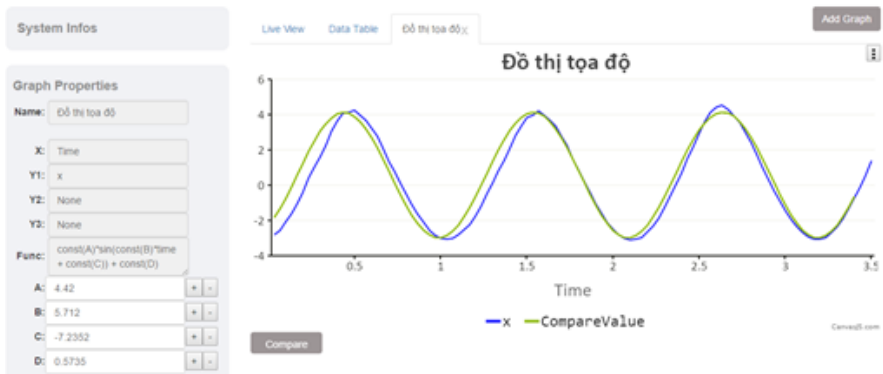 System Infos
Graph Properties
Name: Đồ thị tọa độ
X: Time
Y1: x
Y2: None
Y3: None
Func: const(A)*sin(const(B)*time
+ const(C)) + const(D)
A: 4.42 + -
B: 5.712 + -
C: -7.2352 + -
D: 0.5735 + -
Live View Data Table Đồ thị tọa độ x
Add Graph
Đồ thị tọa độ
6
4
2
0
-2
-4
0.5 1 1.5 2 2.5 3 3.5
Time
x CompareValue
CanvasJS.com
Compare